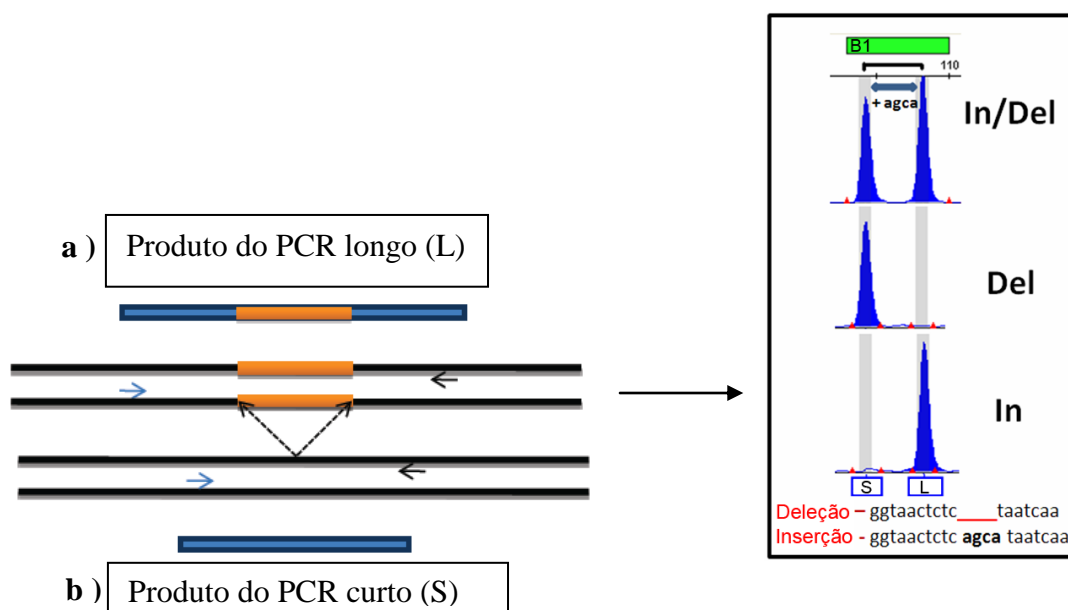 a ) Produto do PCR longo (L)
b ) Produto do PCR curto (S)
B1
110
+ agca
In/Del
Del
In
S L
Deleção – ggtaactctc____taatcaa
Inserção - ggtaactctc agca taatcaa